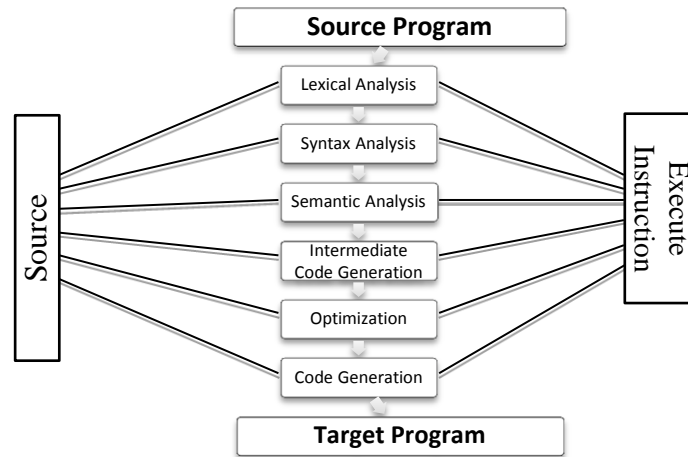 Source Program
Lexical Analysis
Syntax Analysis
Semantic Analysis
Intermediate
Code Generation
Optimization
Code Generation
Target Program
Source
Execute
Instruction